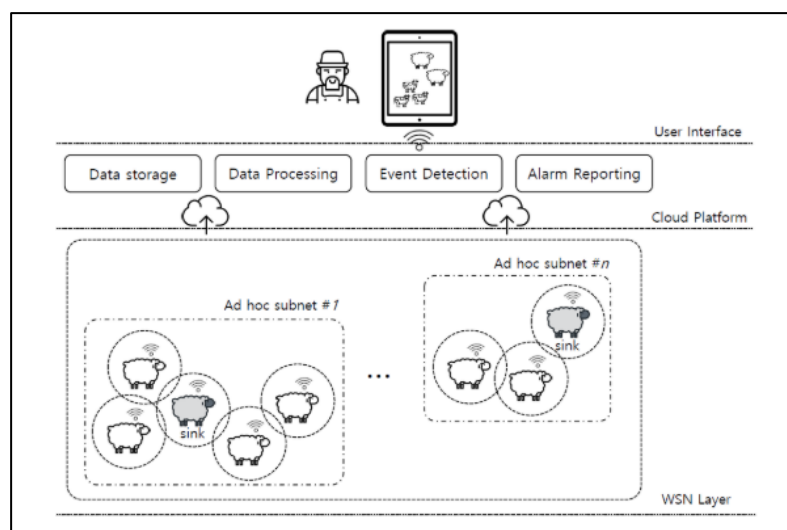 User Interface
Data storage
Data Processing
Event Detection
Alarm Reporting
Cloud Platform
Ad hoc subnet #n
Ad hoc subnet #1
sink
...
sink
WSN Layer